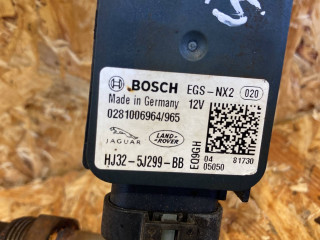 BOSCH EGS-NX2 020
Made in Germany 12V
0281006964/965
JAGUAR LAND ROVER
E09GH
HJ32-5J299-BB
04 81730
05050